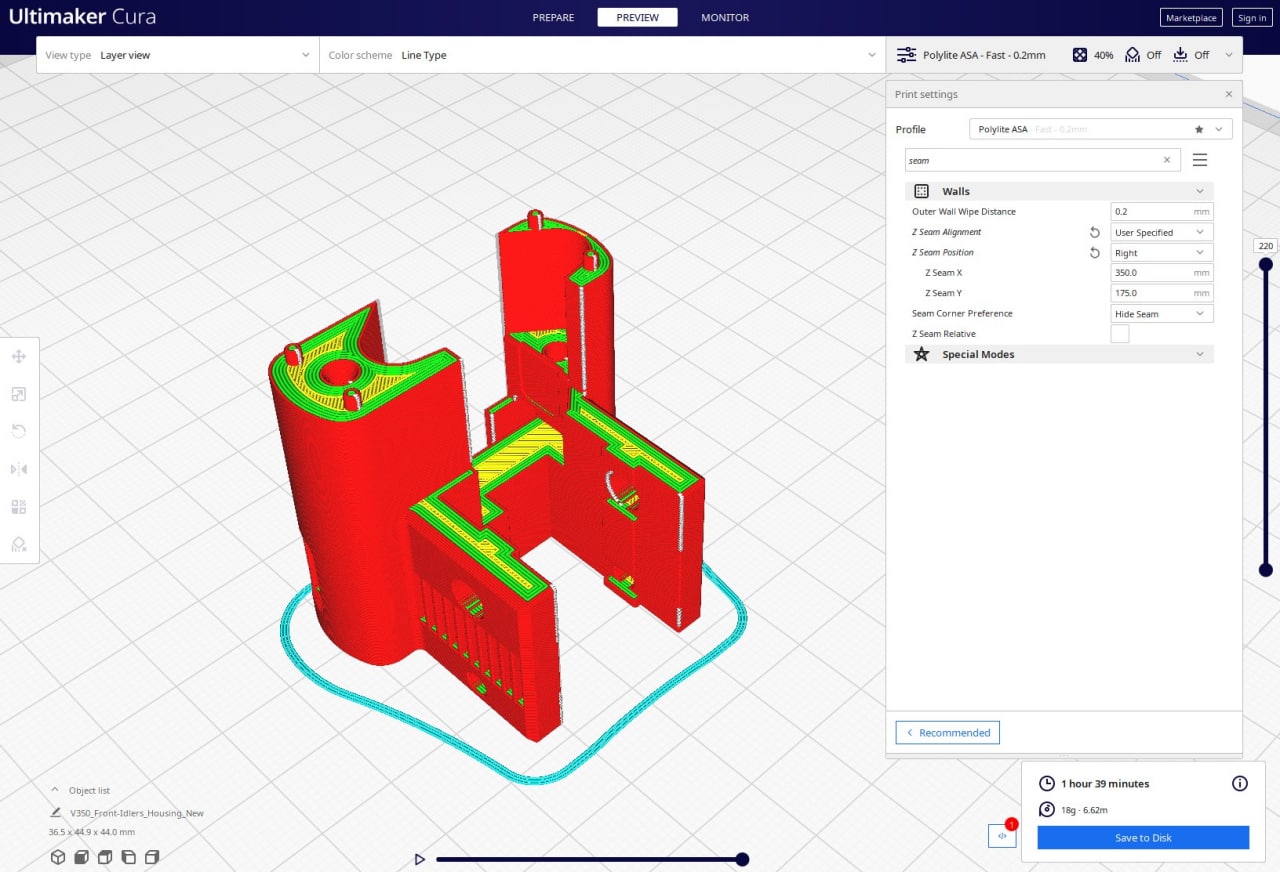 Ultimaker Cura
PREPARE
PREVIEW
MONITOR
Marketplace
Sign in
View type Layer view
Color scheme Line Type
Polylite ASA - Fast - 0.2mm
40%
Off
Off
Print settings
Profile
Polylite ASA - Fast - 0.2mm
seam
Walls
Outer Wall Wipe Distance
0.2 mm
Z Seam Alignment
User Specified
Z Seam Position
Right
Z Seam X
350.0 mm
Z Seam Y
175.0 mm
Seam Corner Preference
Hide Seam
Z Seam Relative
Special Modes
220
Recommended
Object list
V350_Front-Idlers_Housing_New
36.5 x 44.9 x 44.0 mm
1 hour 39 minutes
18g · 6.62m
1
</>
Save to Disk